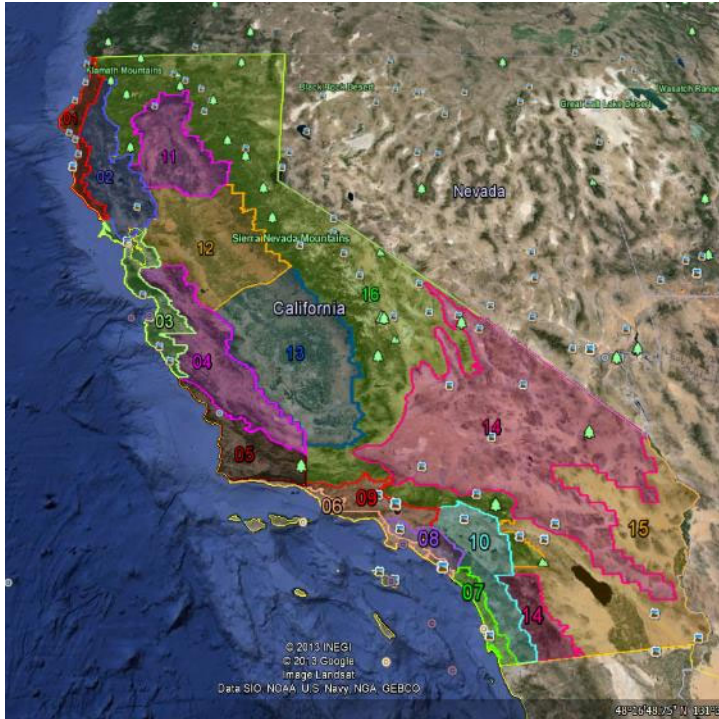 Klamath Mountains
Black Rock Desert
Wasatch Range
Great Salt Lake Desert
01
11
02
Nevada
12
Sierra Nevada Mountains
16
California
03
13
04
14
05
09
06
15
08
10
07
14
© 2013 INEGI
© 2013 Google
Image Landsat
Data SIO, NOAA, U.S. Navy, NGA, GEBCO